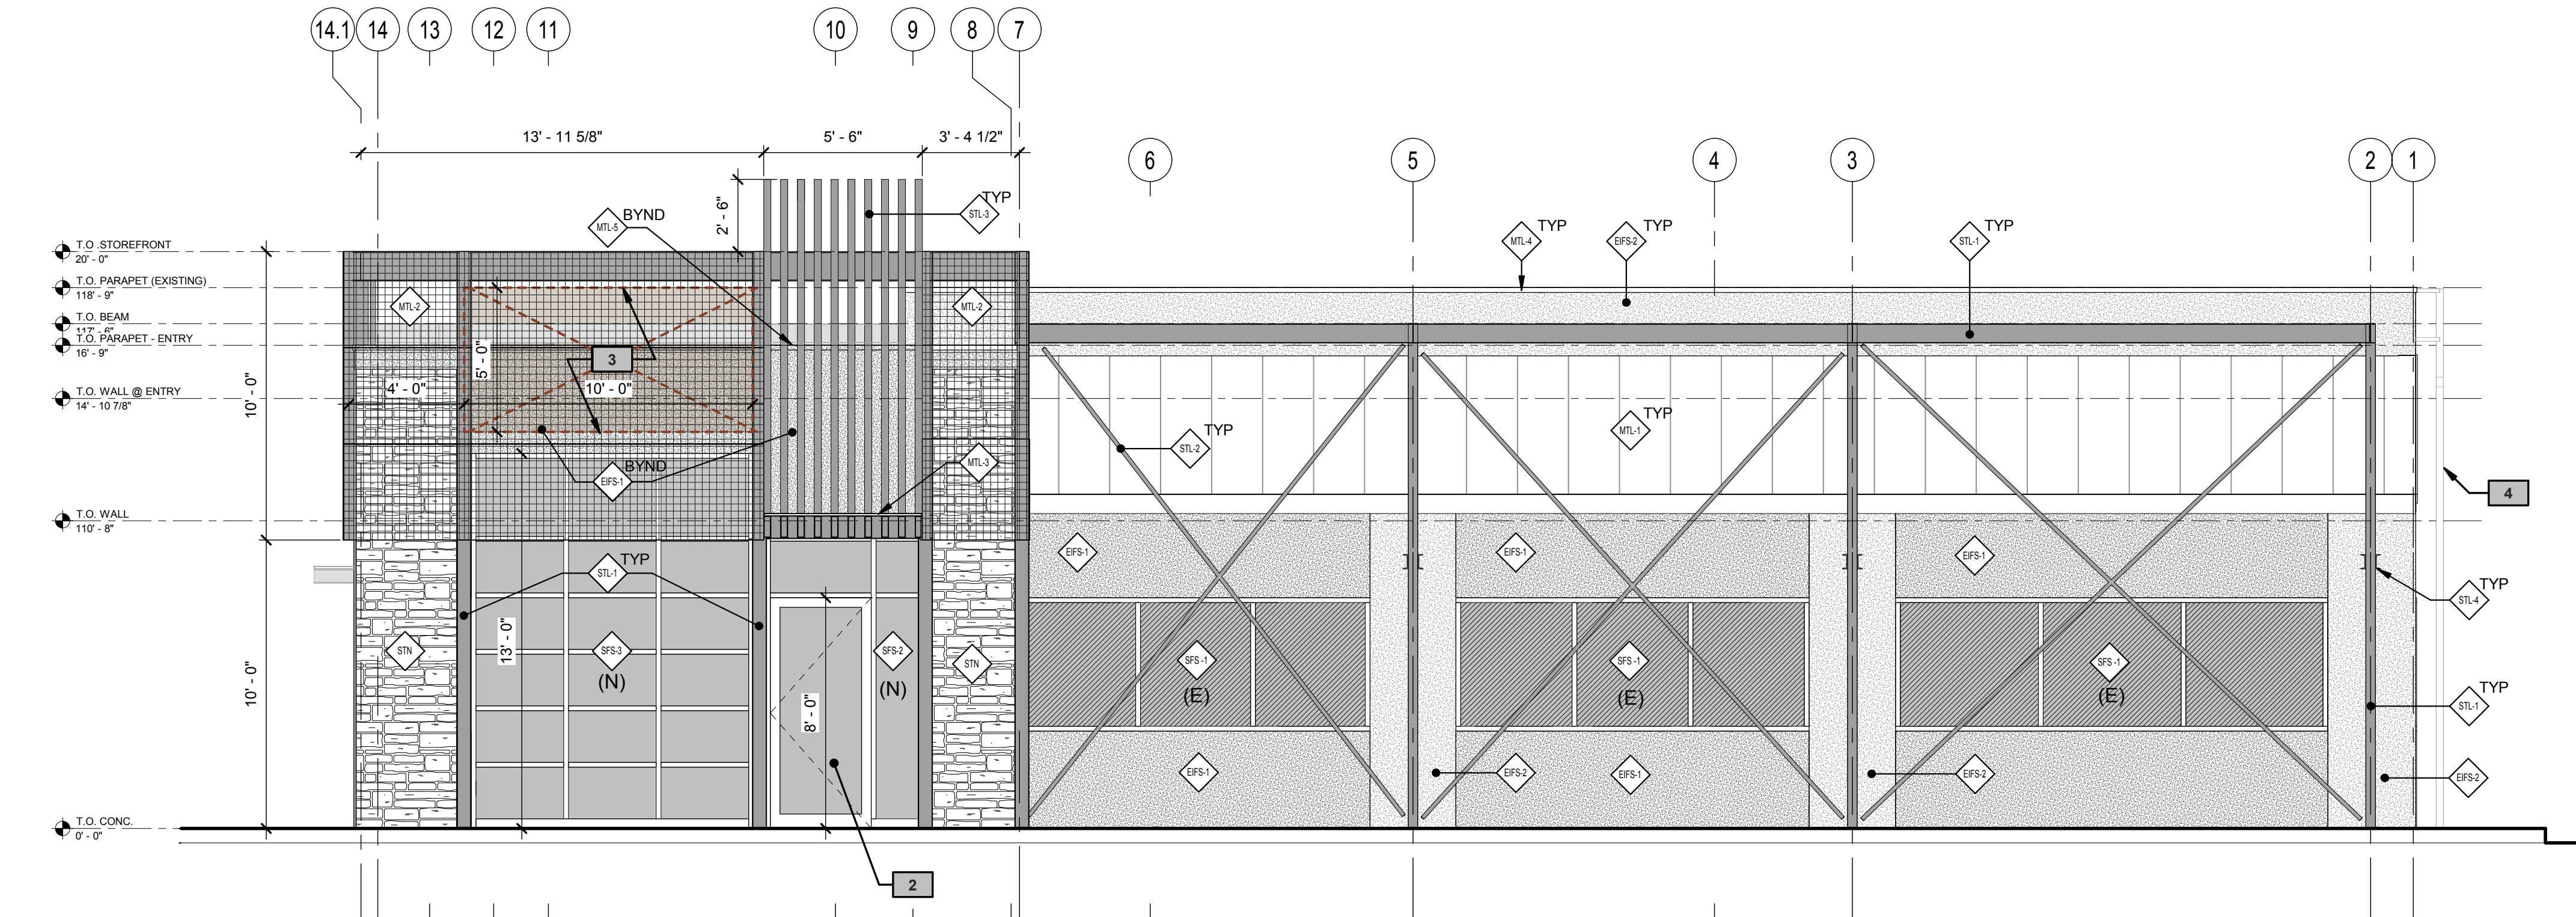 14.1
14
13
12
11
10
9
8
7
6
5
4
3
2
1
13' - 11 5/8"
5' - 6"
3' - 4 1/2"
2' - 6"
BYND
MTL-5
TYP
STL-3
MTL-4
TYP
EIFS-2
TYP
STL-1
TYP
T.O .STOREFRONT
20' - 0"
T.O. PARAPET (EXISTING)
118' - 9"
T.O. BEAM
117' - 6"
T.O. PARAPET - ENTRY
16' - 9"
T.O. WALL @ ENTRY
14' - 10 7/8"
T.O. WALL
110' - 8"
T.O. CONC.
0' - 0"
10' - 0"
10' - 0"
MTL-2
MTL-2
3
5' - 0"
4' - 0"
10' - 0"
BYND
EIFS-1
MTL-3
STL-2
TYP
MTL-1
TYP
4
STL-1
TYP
EIFS-1
EIFS-1
EIFS-1
STL-4
TYP
STN
13' - 0"
SFS-3
(N)
8' - 0"
SFS-2
(N)
STN
SFS -1
(E)
SFS -1
(E)
SFS -1
(E)
STL-1
TYP
EIFS-1
EIFS-2
EIFS-1
EIFS-2
EIFS-2
2